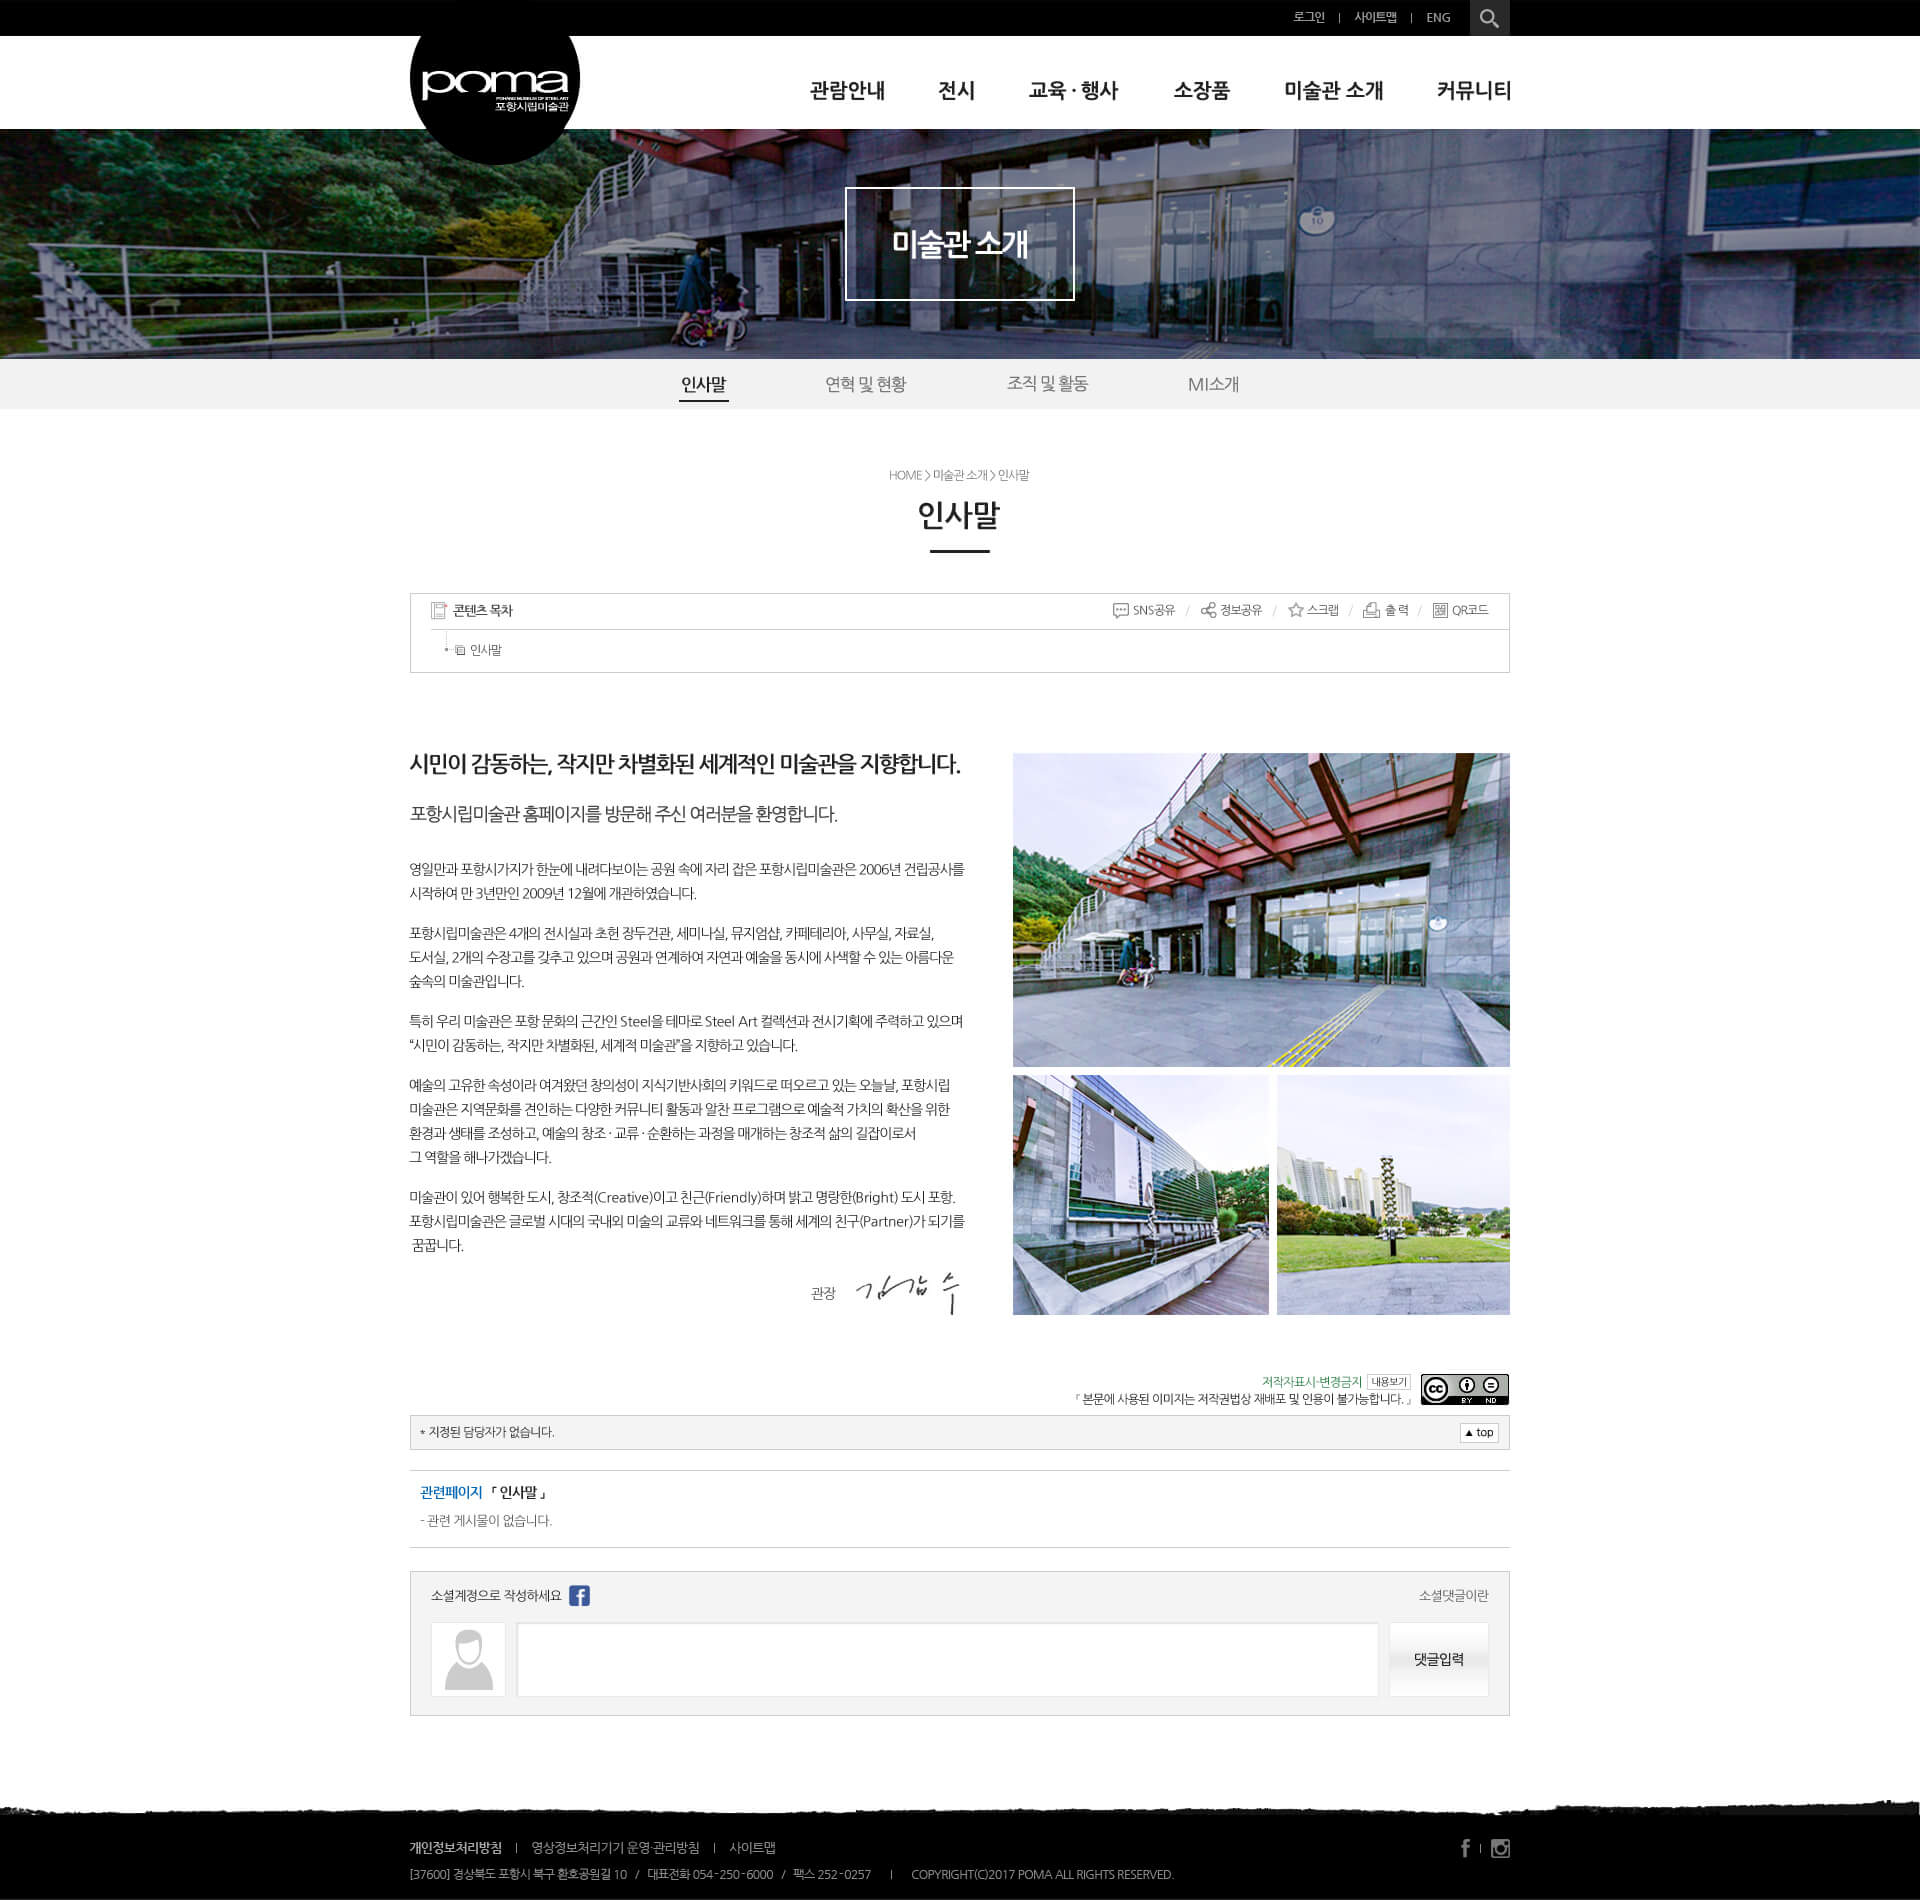 로그인 | 사이트맵 | ENG
poma
POHANG MUSEUM OF STEEL ART
포항시립미술관
관람안내 전시 교육 · 행사 소장품 미술관 소개 커뮤니티
10
미술관 소개
인사말 연혁 및 현황 조직 및 활동 MI소개
HOME > 미술관 소개 > 인사말
인사말
콘텐츠 목차
SNS공유 / 정보공유 / 스크랩 / 출 력 / QR코드
인사말
시민이 감동하는, 작지만 차별화된 세계적인 미술관을 지향합니다.
포항시립미술관 홈페이지를 방문해 주신 여러분을 환영합니다.
영일만과 포항시가지가 한눈에 내려다보이는 공원 속에 자리 잡은 포항시립미술관은 2006년 건립공사를
시작하여 만 3년만인 2009년 12월에 개관하였습니다.
포항시립미술관은 4개의 전시실과 초헌 장두건관, 세미나실, 뮤지엄샵, 카페테리아, 사무실, 자료실,
도서실, 2개의 수장고를 갖추고 있으며 공원과 연계하여 자연과 예술을 동시에 사색할 수 있는 아름다운
숲속의 미술관입니다.
특히 우리 미술관은 포항 문화의 근간인 Steel을 테마로 Steel Art 컬렉션과 전시기획에 주력하고 있으며
“시민이 감동하는, 작지만 차별화된, 세계적 미술관”을 지향하고 있습니다.
예술의 고유한 속성이라 여겨왔던 창의성이 지식기반사회의 키워드로 떠오르고 있는 오늘날, 포항시립
미술관은 지역문화를 견인하는 다양한 커뮤니티 활동과 알찬 프로그램으로 예술적 가치의 확산을 위한
환경과 생태를 조성하고, 예술의 창조 · 교류 · 순환하는 과정을 매개하는 창조적 삶의 길잡이로서
그 역할을 해나가겠습니다.
미술관이 있어 행복한 도시, 창조적(Creative)이고 친근(Friendly)하며 밝고 명랑한(Bright) 도시 포항.
포항시립미술관은 글로벌 시대의 국내외 미술의 교류와 네트워크를 통해 세계의 친구(Partner)가 되기를
꿈꿉니다.
관장 김갑수
저작자표시-변경금지 내용보기
「 본문에 사용된 이미지는 저작권법상 재배포 및 인용이 불가능합니다. 」
cc BY ND
* 지정된 담당자가 없습니다.
▲ top
관련페이지 「 인사말 」
- 관련 게시물이 없습니다.
소셜계정으로 작성하세요
소셜댓글이란
댓글입력
개인정보처리방침 | 영상정보처리기기 운영·관리방침 | 사이트맵
[37600] 경상북도 포항시 북구 환호공원길 10 / 대표전화 054-250-6000 / 팩스 252-0257 | COPYRIGHT(C)2017 POMA ALL RIGHTS RESERVED.